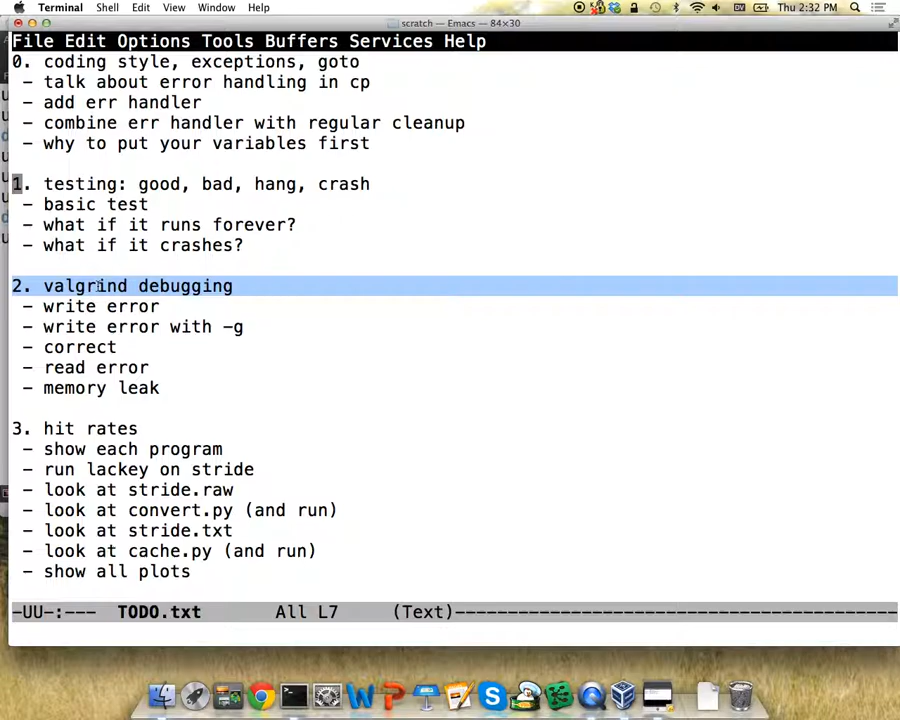 Terminal Shell Edit View Window Help Thu 2:32 PM
scratch — Emacs — 84×30
File Edit Options Tools Buffers Services Help
0. coding style, exceptions, goto
- talk about error handling in cp
- add err handler
- combine err handler with regular cleanup
- why to put your variables first
1. testing: good, bad, hang, crash
- basic test
- what if it runs forever?
- what if it crashes?
2. valgrind debugging
- write error
- write error with -g
- correct
- read error
- memory leak
3. hit rates
- show each program
- run lackey on stride
- look at stride.raw
- look at convert.py (and run)
- look at stride.txt
- look at cache.py (and run)
- show all plots
-UU-:--- TODO.txt All L7 (Text)------------------------------------------